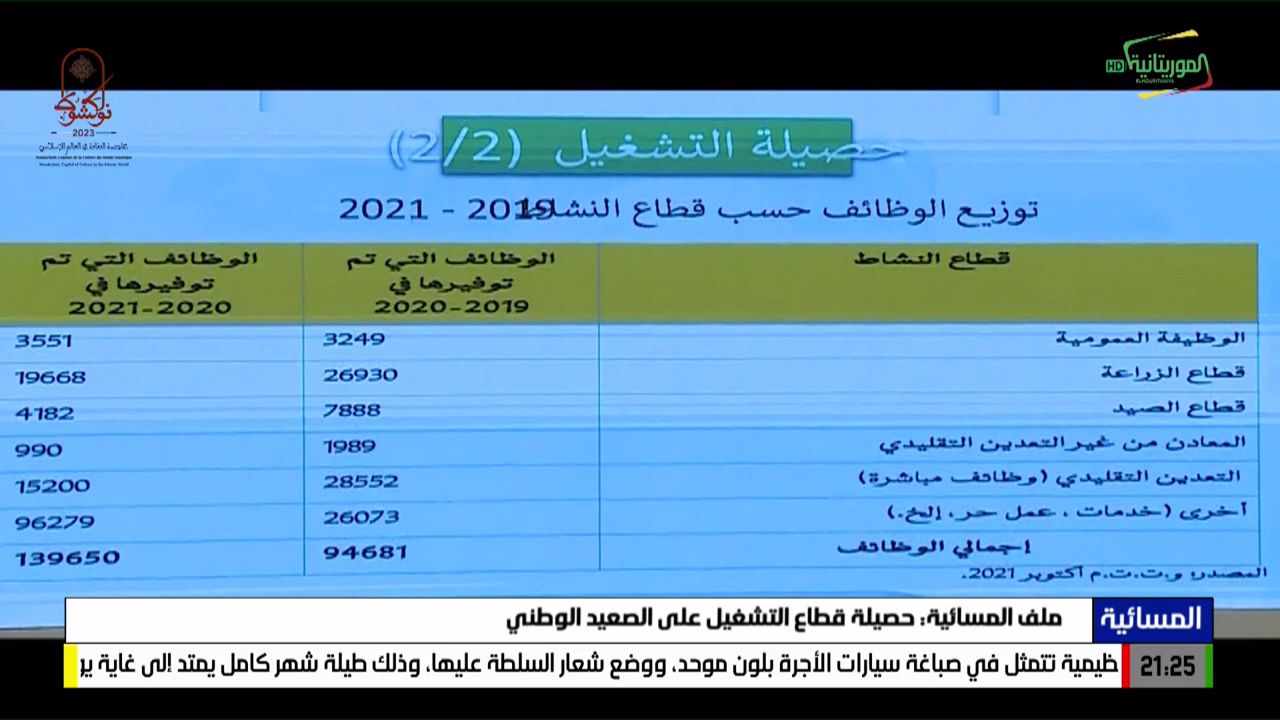 نواكشوط
2023
الموريتانية
HD
ELMOURITANIYA
حصيلة التشغيل (2/2)
توزيع الوظائف حسب قطاع النشاط 2019 - 2021
قطاع النشاط الوظائف التي تم توفيرها في 2019-2020 الوظائف التي تم توفيرها في 2020-2021
الوظيفة العمومية 3249 3551
قطاع الزراعة 26930 19668
قطاع الصيد 7888 4182
المعادن من غير التعدين التقليدي 1989 990
التعدين التقليدي (وظائف مباشرة) 28552 15200
أخرى (خدمات ، عمل حر، إلخ.) 26073 96279
إجمالي الوظائف 94681 139650
المصدر: و.ت.ت.م أكتوبر 2021.
المسائية ملف المسائية: حصيلة قطاع التشغيل على الصعيد الوطني
21:25 ظيمية تتمثل في صباغة سيارات الأجرة بلون موحد، ووضع شعار السلطة عليها، وذلك طيلة شهر كامل يمتد إلى غاية ير